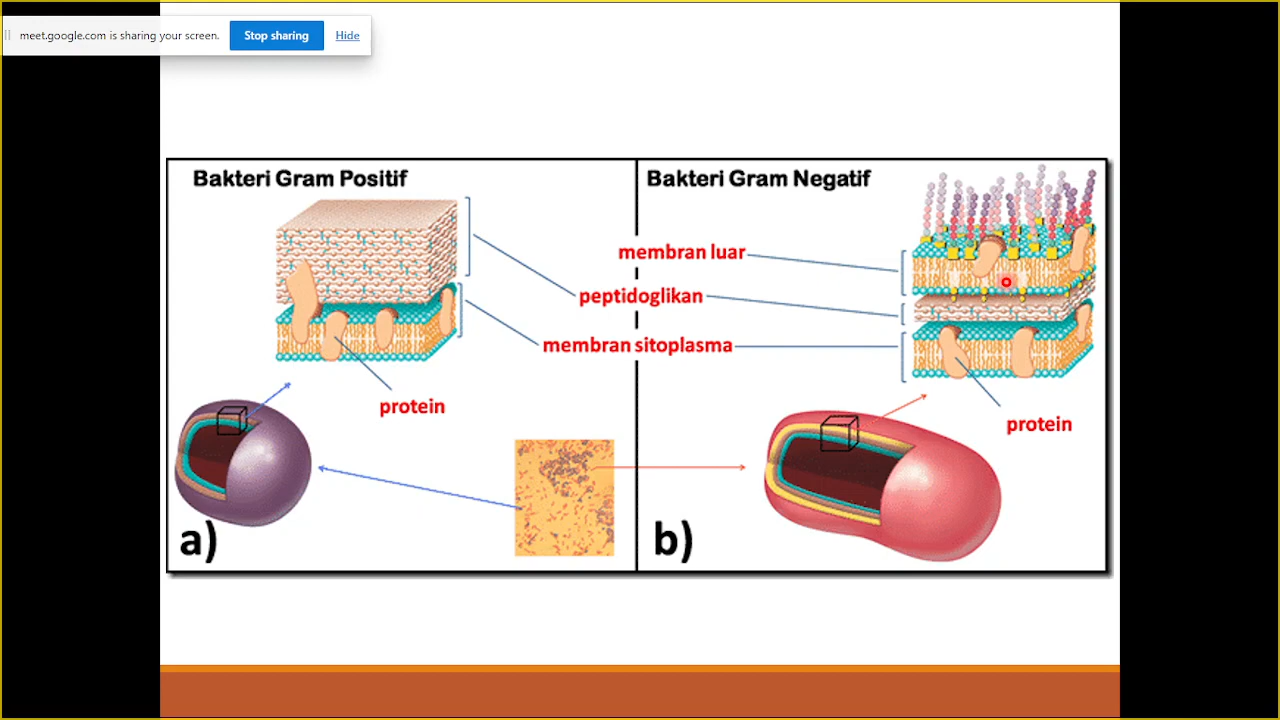 meet.google.com is sharing your screen.
Stop sharing
Hide
Bakteri Gram Positif
Bakteri Gram Negatif
membran luar
peptidoglikan
membran sitoplasma
protein
protein
a)
b)